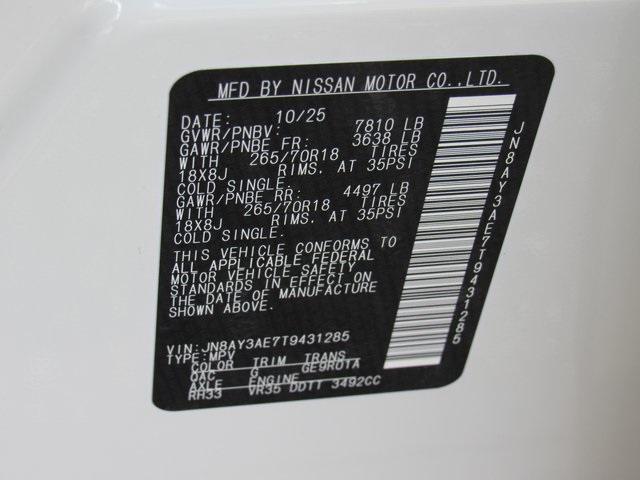 MFD BY NISSAN MOTOR CO.,LTD.
DATE: 10/25
GVWR/PNBV 7810 LB
GAWR/PNBE FR: 3638 LB
WITH 265/70R18 TIRES
18X8J RIMS. AT 35PSI
COLD SINGLE.
GAWR/PNBE RR: 4497 LB
WITH 265/70R18 TIRES
18X8J RIMS. AT 35PSI
COLD SINGLE.
THIS VEHICLE CONFORMS TO
ALL APPLICABLE FEDERAL
MOTOR VEHICLE SAFETY
STANDARDS IN EFFECT ON
THE DATE OF MANUFACTURE
SHOWN ABOVE.
VIN: JN8AY3AE7T9431285
TYPE: MPV
COLOR TRIM TRANS
QAC G GE9RD1A
AXLE ENGINE
RH33 VR35 DDTT 3492CC
JN8AY3AE7T9431285